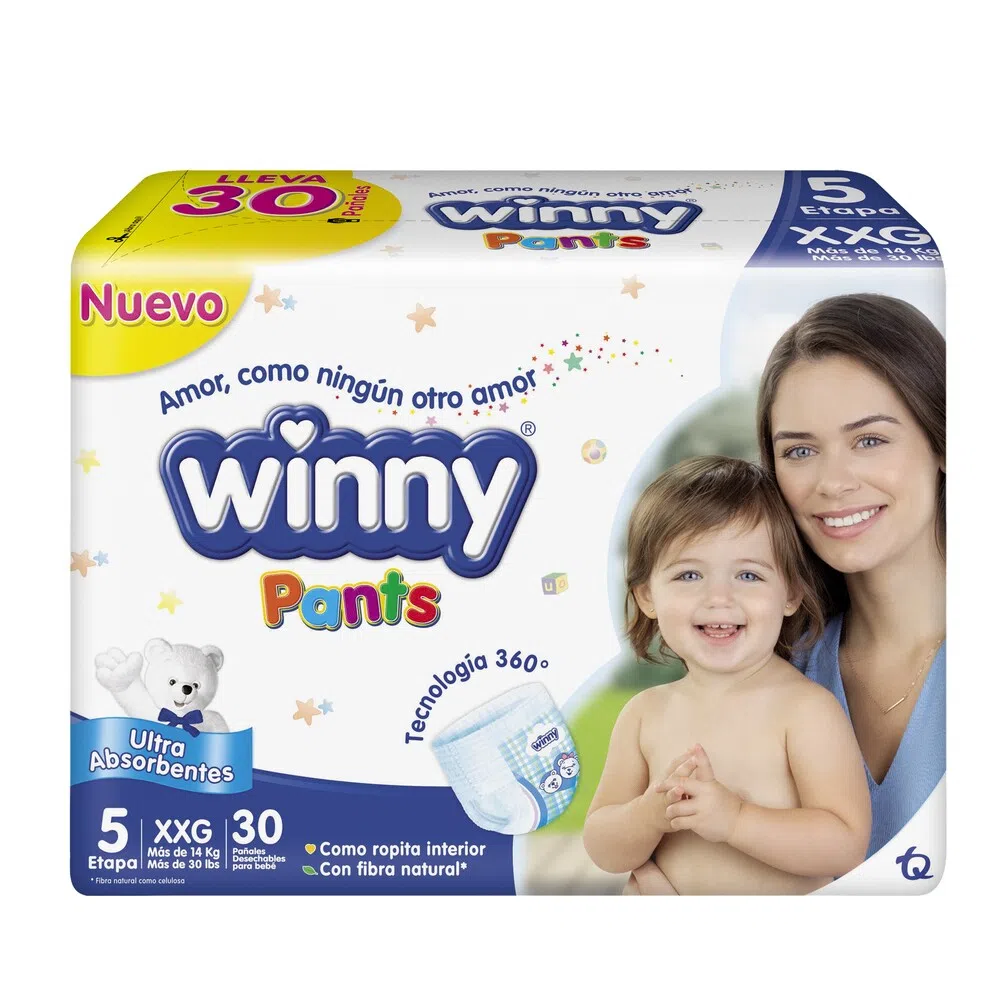 LLEVA
30
Pañales
Amor, como ningún otro amor
winny
Pants
5
Etapa
XXG
Más de 14 Kg
Más de 30 lbs
Nuevo
Amor, como ningún otro amor
winny®
Pants
Tecnología 360°
winny
Ultra
Absorbentes
5
Etapa
XXG
Más de 14 Kg
Más de 30 lbs
30
Pañales
Desechables
para bebé
Como ropita interior
Con fibra natural*
* Fibra natural como celulosa
TQ